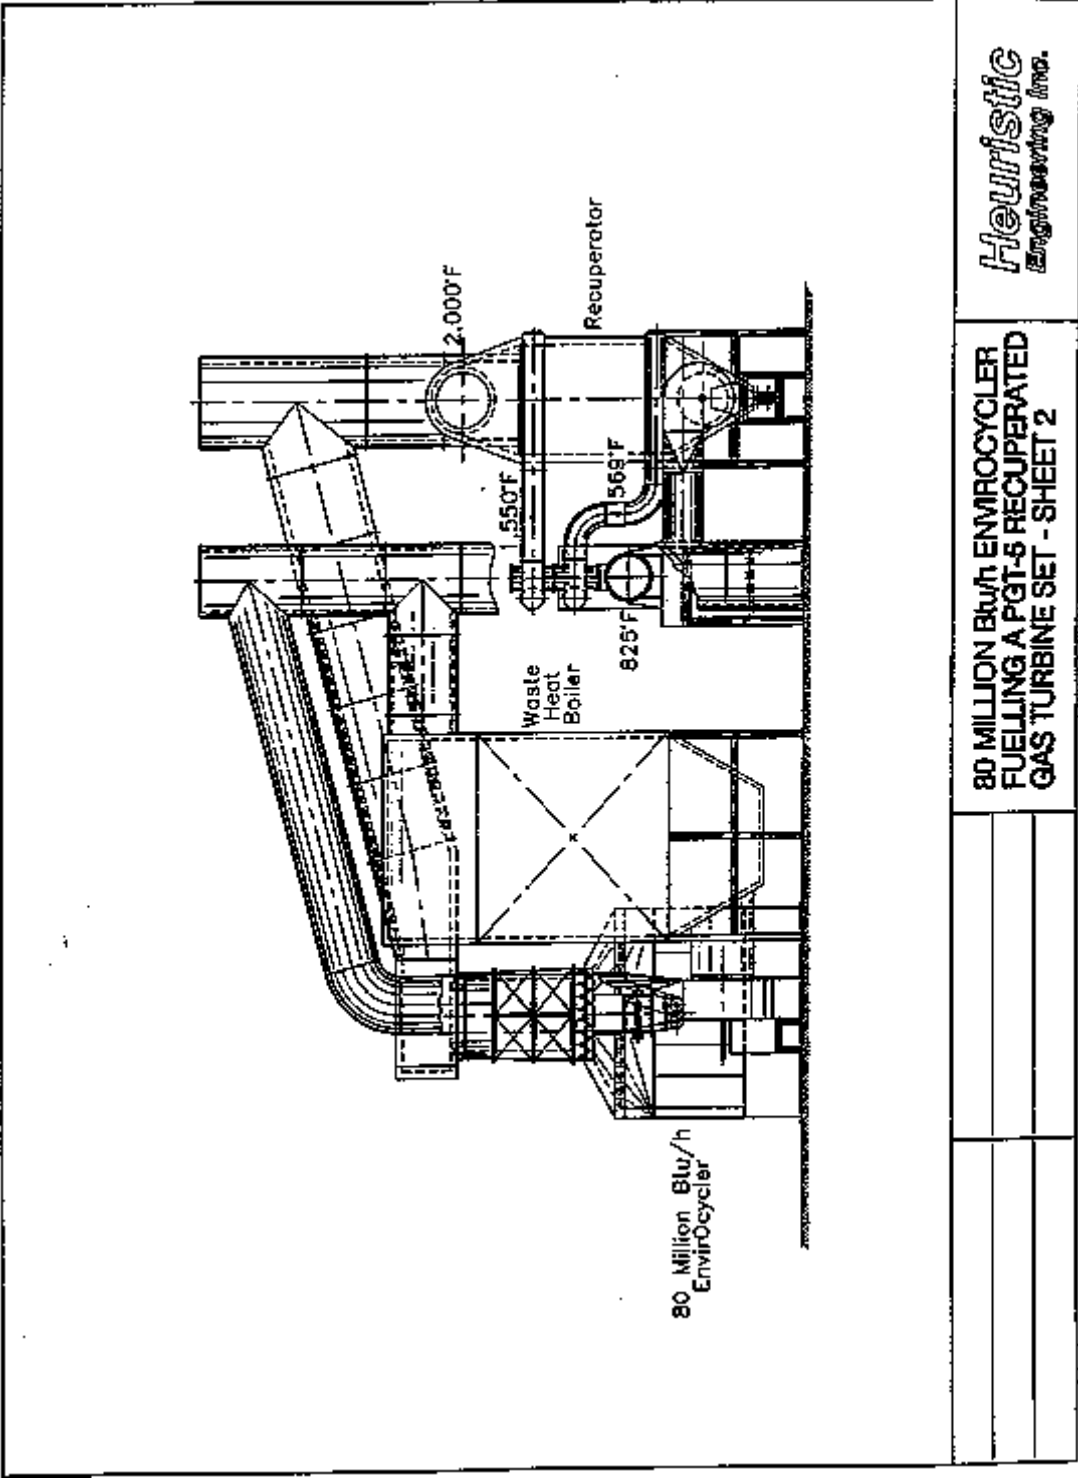 2,000°F
Recuperator
1,550°F
569°F
825°F
Waste
Heat
Boiler
80 Million Btu/h
EnvirOcycler
80 MILLION Btu/h ENVIROCYCLER
FUELLING A PGT-5 RECUPERATED
GAS TURBINE SET - SHEET 2
Heuristic
Engineering Inc.